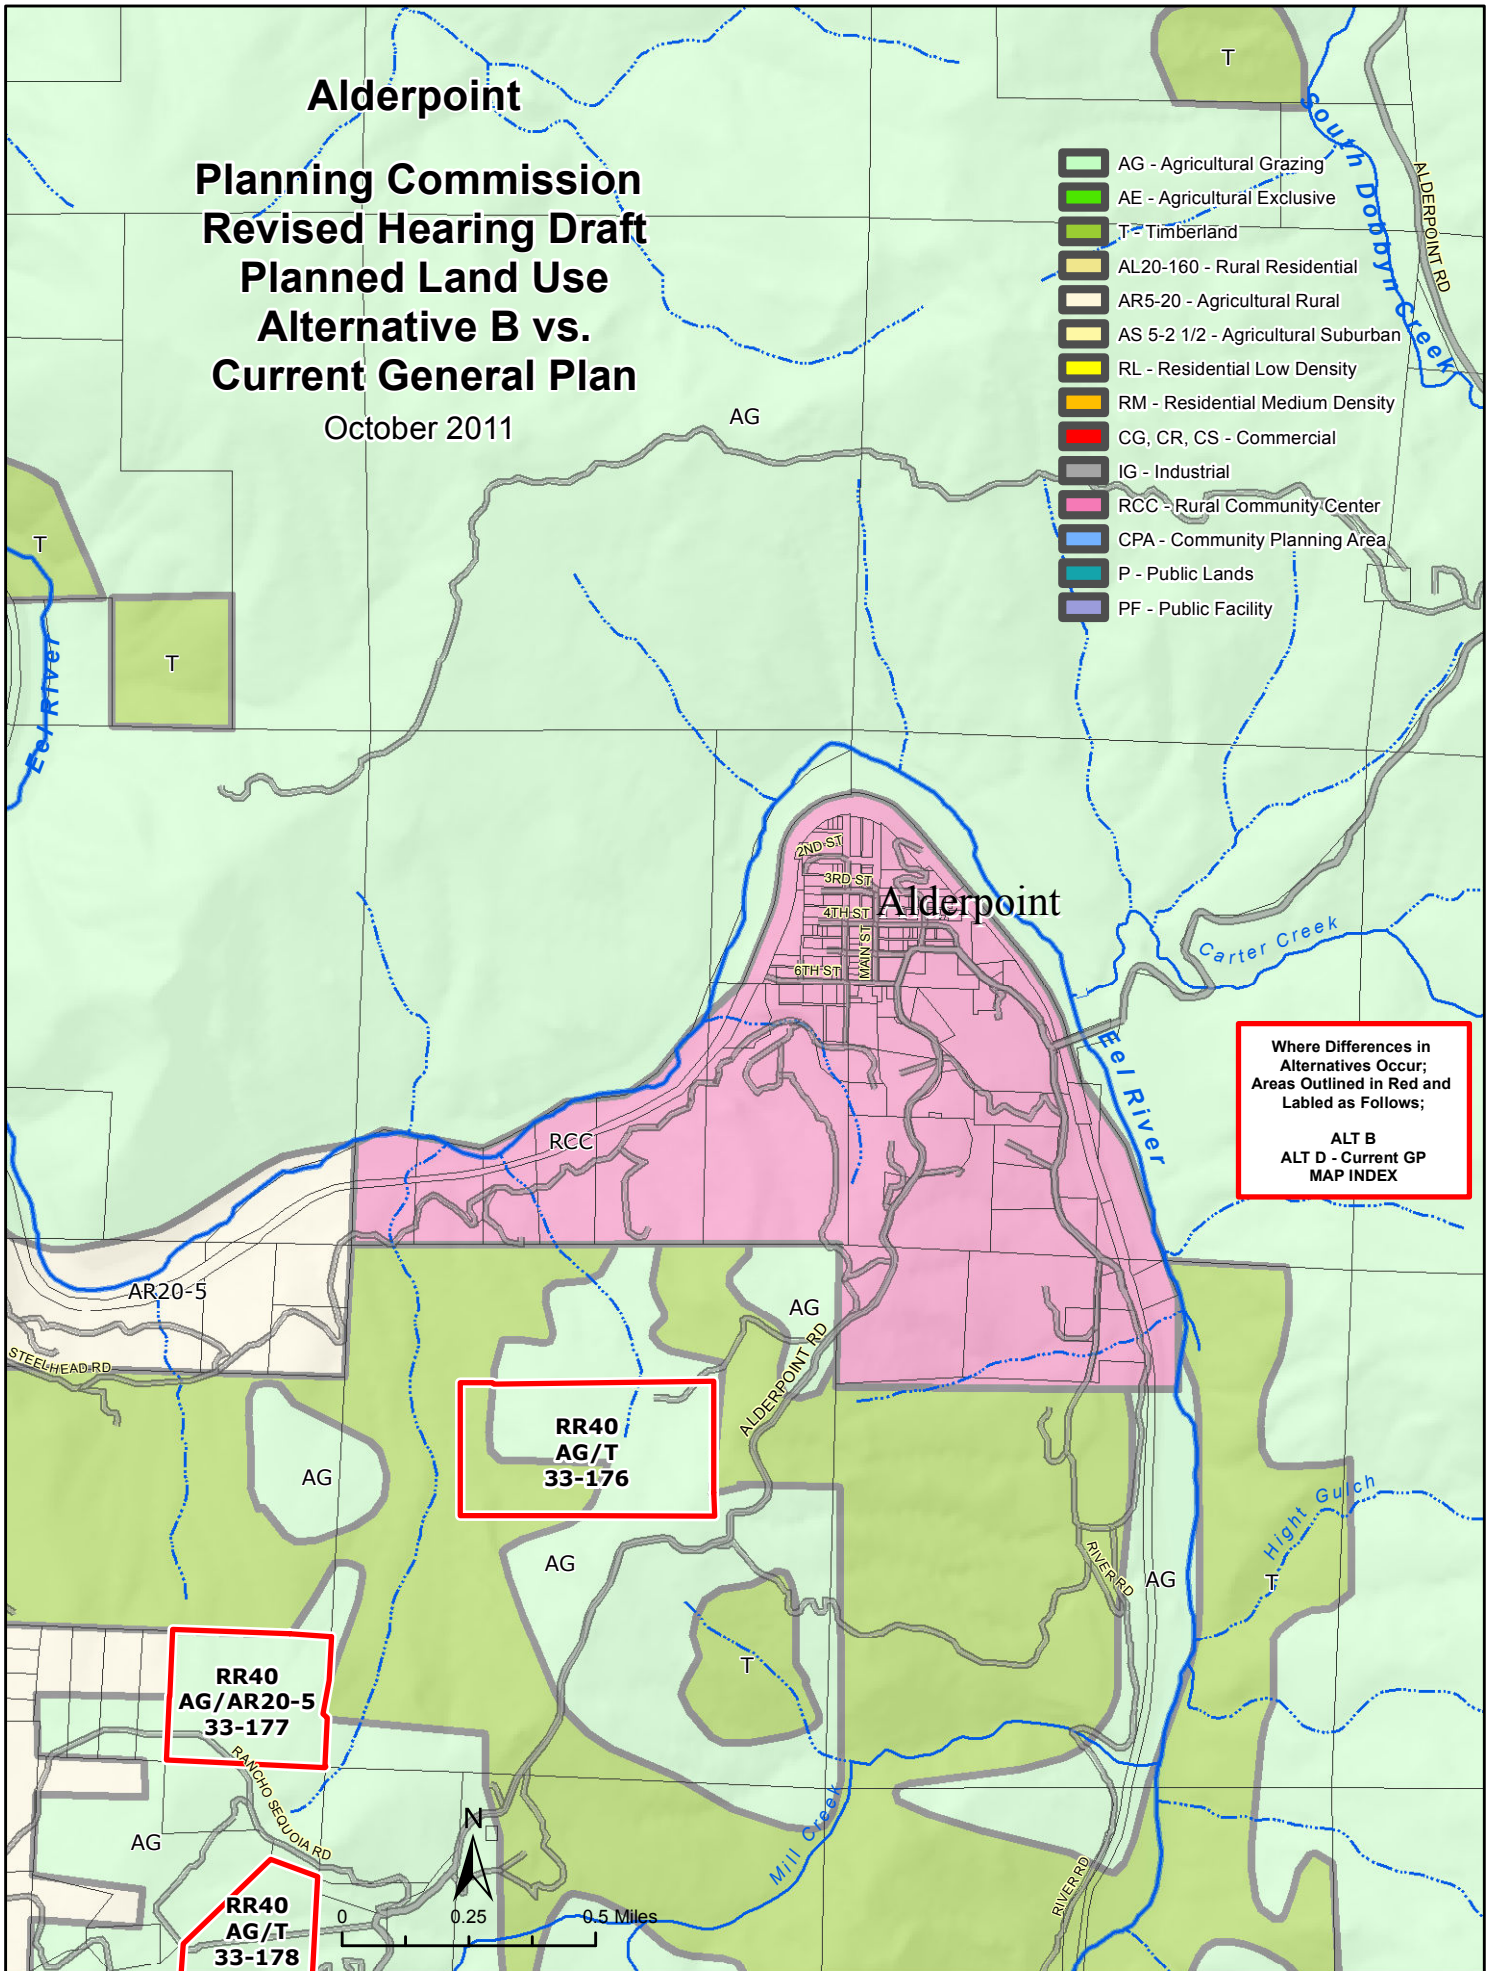 Alderpoint
Planning Commission
Revised Hearing Draft
Planned Land Use
Alternative B vs.
Current General Plan
October 2011
T
South Dobbyn Creek
ALDERPOINT RD
AG - Agricultural Grazing
AE - Agricultural Exclusive
T - Timberland
AL20-160 - Rural Residential
AR5-20 - Agricultural Rural
AS 5-2 1/2 - Agricultural Suburban
RL - Residential Low Density
RM - Residential Medium Density
CG, CR, CS - Commercial
IG - Industrial
RCC - Rural Community Center
CPA - Community Planning Area
P - Public Lands
PF - Public Facility
AG
T
T
Eel River
2ND ST
3RD ST
4TH ST
Alderpoint
MAIN ST
6TH ST
Carter Creek
Eel River
Where Differences in
Alternatives Occur;
Areas Outlined in Red and
Labled as Follows;
ALT B
ALT D - Current GP
MAP INDEX
RCC
AR20-5
STEELHEAD RD
AG
ALDERPOINT RD
RR40
AG/T
33-176
AG
AG
Hight Gulch
RIVER RD
AG
T
RR40
AG/AR20-5
33-177
T
RANCHO SEQUOIA RD
AG
N
Mill Creek
RIVER RD
RR40
AG/T
33-178
0
0.25
0.5 Miles